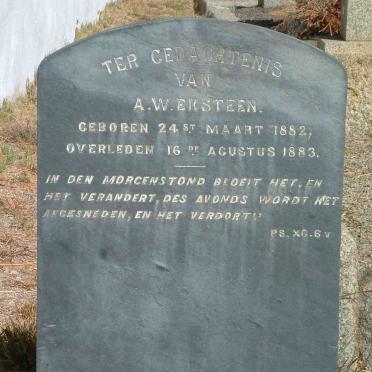 TER GEDACHTENIS
VAN
A.W. EKSTEEN.
GEBOREN 24ST MAART 1882,
OVERLEDEN 16DE AGUSTUS 1883.
IN DEN MORGENSTOND BLOEIT HET, EN
HET VERANDERT, DES AVONDS WORDT HET
AFGESNEDEN, EN HET VERDORT."
PS. XC. 6 V